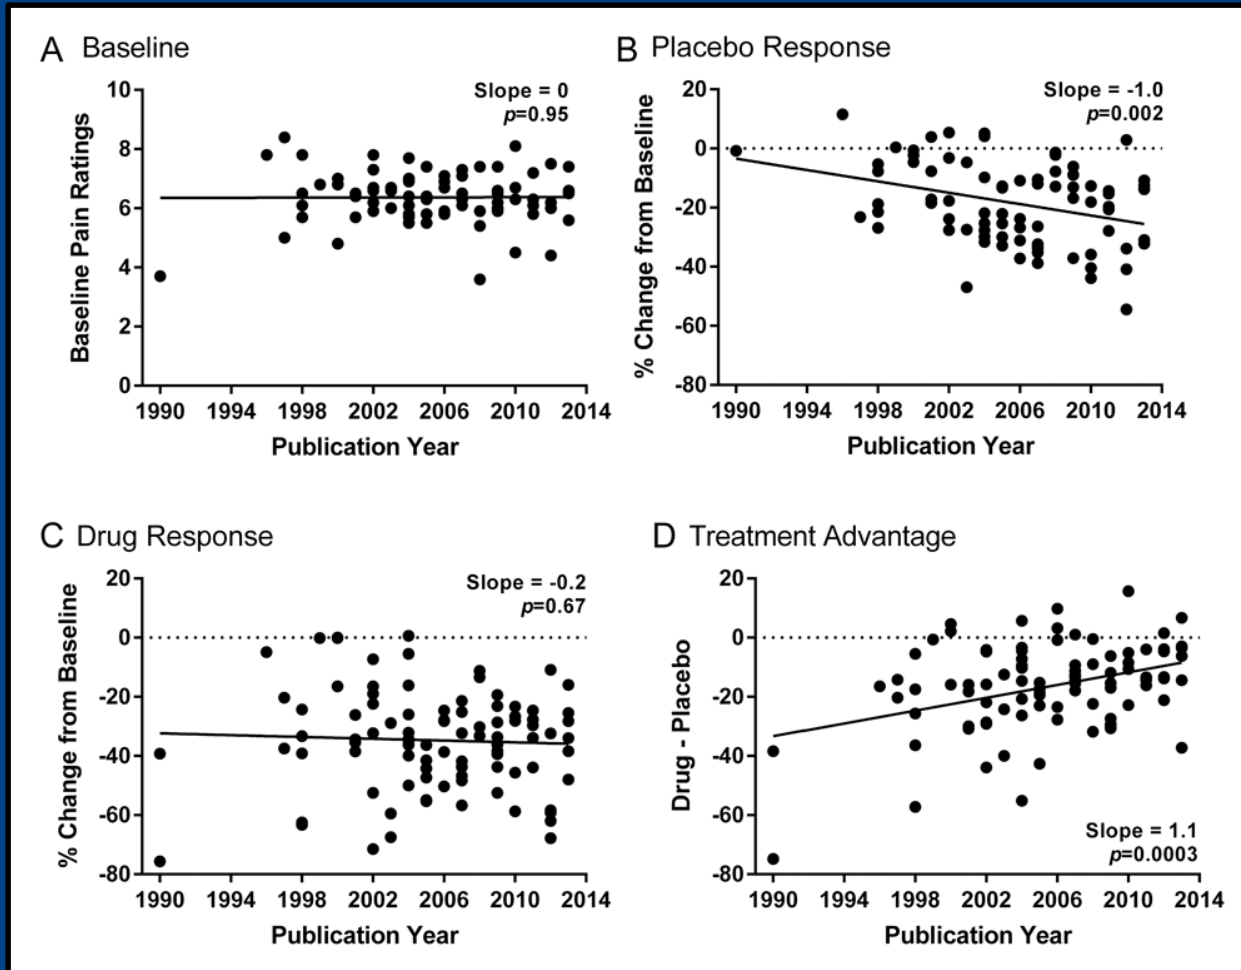 A Baseline
Slope = 0
p=0.95
10
8
6
4
2
0
Baseline Pain Ratings
1990 1994 1998 2002 2006 2010 2014
Publication Year
B Placebo Response
Slope = -1.0
p=0.002
20
0
-20
-40
-60
-80
% Change from Baseline
1990 1994 1998 2002 2006 2010 2014
Publication Year
C Drug Response
Slope = -0.2
p=0.67
20
0
-20
-40
-60
-80
% Change from Baseline
1990 1994 1998 2002 2006 2010 2014
Publication Year
D Treatment Advantage
20
0
-20
-40
-60
-80
Drug - Placebo
Slope = 1.1
p=0.0003
1990 1994 1998 2002 2006 2010 2014
Publication Year